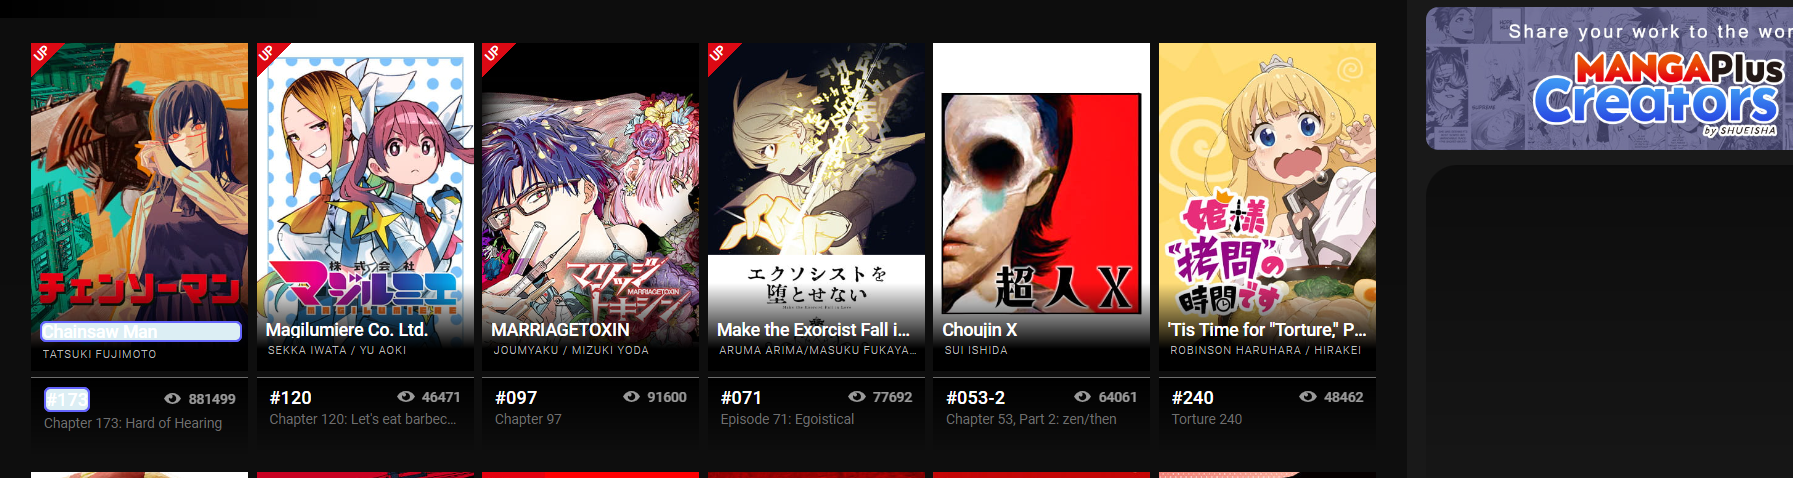 UP
チェンソーマン
Chainsaw Man
TATSUKI FUJIMOTO
#173
881499
Chapter 173: Hard of Hearing
UP
株式会社
マジルミエ
Magilumiere Co. Ltd.
SEKKA IWATA / YU AOKI
#120
46471
Chapter 120: Let's eat barbec...
UP
マリッジ
MARRIAGETOXIN
トキシン
MARRIAGETOXIN
JOUMYAKU / MIZUKI YODA
#097
91600
Chapter 97
UP
エクソシストを
堕とせない
Make the Exorcist Fall i...
ARUMA ARIMA/MASUKU FUKAYA...
#071
77692
Episode 71: Egoistical
超人X
Choujin X
SUI ISHIDA
#053-2
64061
Chapter 53, Part 2: zen/then
姫様
"拷問"の
時間です
'Tis Time for "Torture," P...
ROBINSON HARUHARA / HIRAKEI
#240
48462
Torture 240
Share your work to the wor
MANGAPlus
Creators
by SHUEISHA